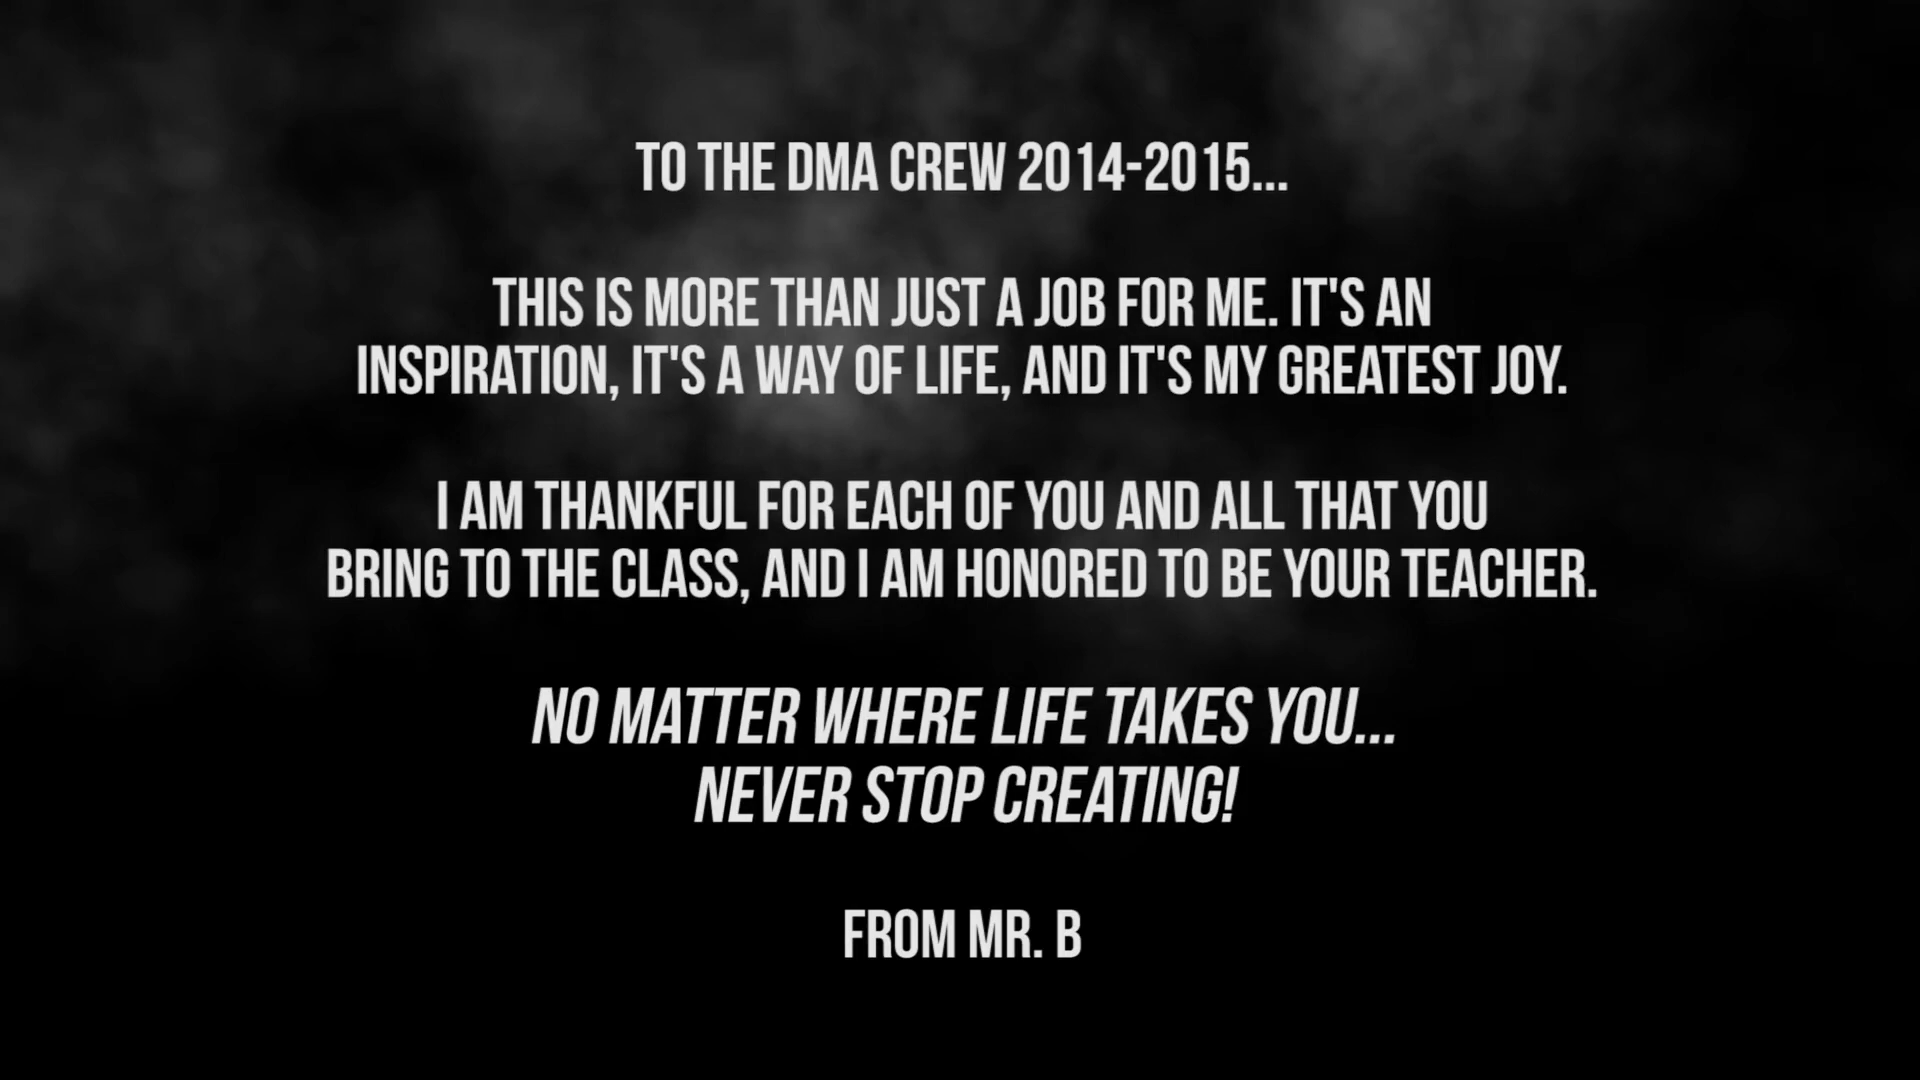 TO THE DMA CREW 2014-2015...
THIS IS MORE THAN JUST A JOB FOR ME. IT'S AN
INSPIRATION, IT'S A WAY OF LIFE, AND IT'S MY GREATEST JOY.
I AM THANKFUL FOR EACH OF YOU AND ALL THAT YOU
BRING TO THE CLASS, AND I AM HONORED TO BE YOUR TEACHER.
NO MATTER WHERE LIFE TAKES YOU...
NEVER STOP CREATING!
FROM MR. B